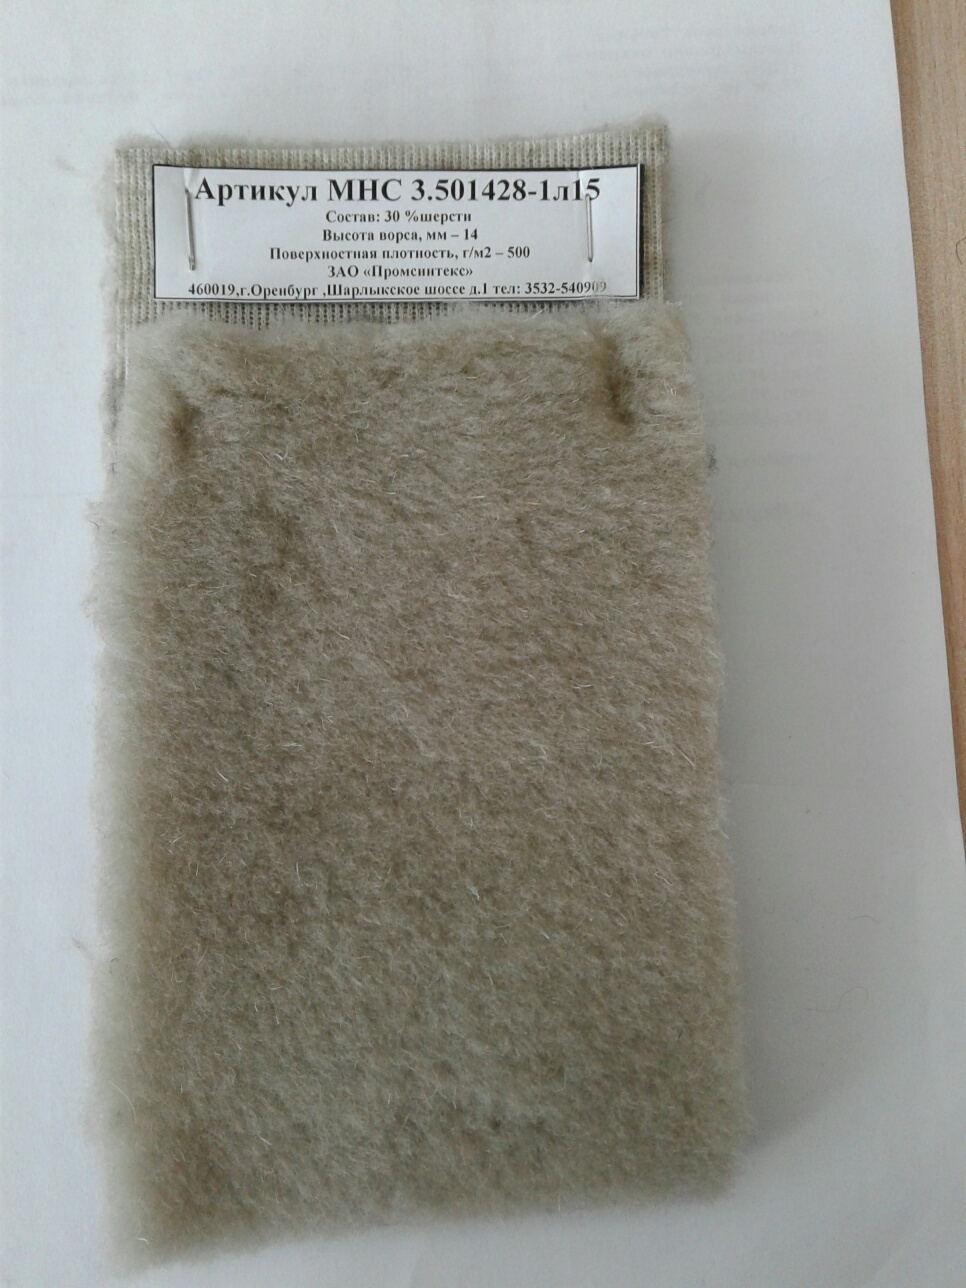 Артикул МНС 3.501428-1л15
Состав: 30 %шерсти
Высота ворса, мм – 14
Поверхностная плотность, г/м2 – 500
ЗАО «Промсинтекс»
460019,г.Оренбург ,Шарлыкское шоссе д.1 тел: 3532-540909